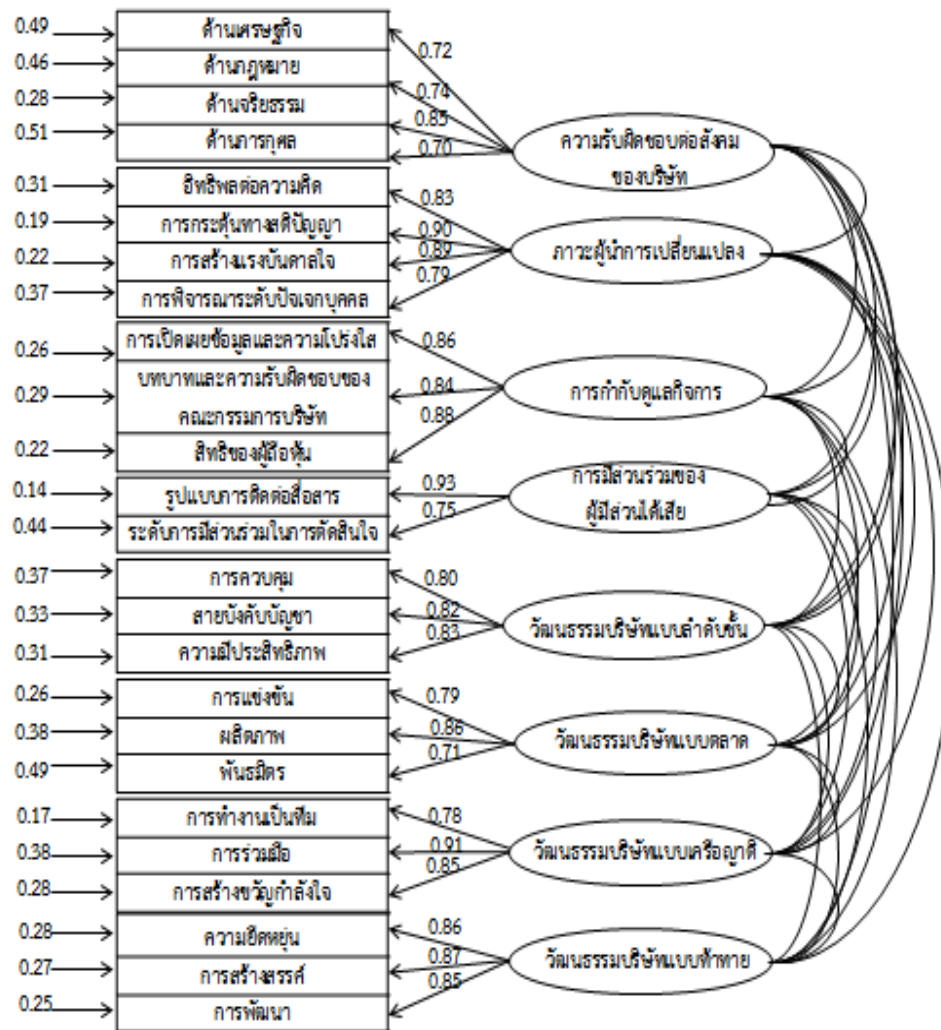 0.49
ด้านเศรษฐกิจ
0.72
0.46
ด้านกฎหมาย
0.74
0.28
ด้านจริยธรรม
0.85
0.51
ด้านการกุศล
0.70
ความรับผิดชอบต่อสังคม
ของบริษัท
0.31
อิทธิพลต่อความคิด
0.83
0.19
การกระตุ้นทางสติปัญญา
0.90
0.22
การสร้างแรงบันดาลใจ
0.89
0.37
การพิจารณาระดับปัจเจกบุคคล
0.79
ภาวะผู้นำการเปลี่ยนแปลง
0.26
การเปิดเผยข้อมูลและความโปร่งใส
0.86
0.29
บทบาทและความรับผิดชอบของ
คณะกรรมการบริษัท
0.84
0.22
สิทธิของผู้ถือหุ้น
0.88
การกำกับดูแลกิจการ
0.14
รูปแบบการติดต่อสื่อสาร
0.93
0.44
ระดับการมีส่วนร่วมในการตัดสินใจ
0.75
การมีส่วนร่วมของ
ผู้มีส่วนได้เสีย
0.37
การควบคุม
0.80
0.33
สายบังคับบัญชา
0.82
0.31
ความมีประสิทธิภาพ
0.83
วัฒนธรรมบริษัทแบบลำดับชั้น
0.26
การแข่งขัน
0.79
0.38
ผลิตภาพ
0.86
0.49
พันธมิตร
0.71
วัฒนธรรมบริษัทแบบตลาด
0.17
การทำงานเป็นทีม
0.78
0.38
การร่วมมือ
0.91
0.28
การสร้างขวัญกำลังใจ
0.85
วัฒนธรรมบริษัทแบบเครือญาติ
0.28
ความยืดหยุ่น
0.86
0.27
การสร้างสรรค์
0.87
0.25
การพัฒนา
0.85
วัฒนธรรมบริษัทแบบท้าทาย